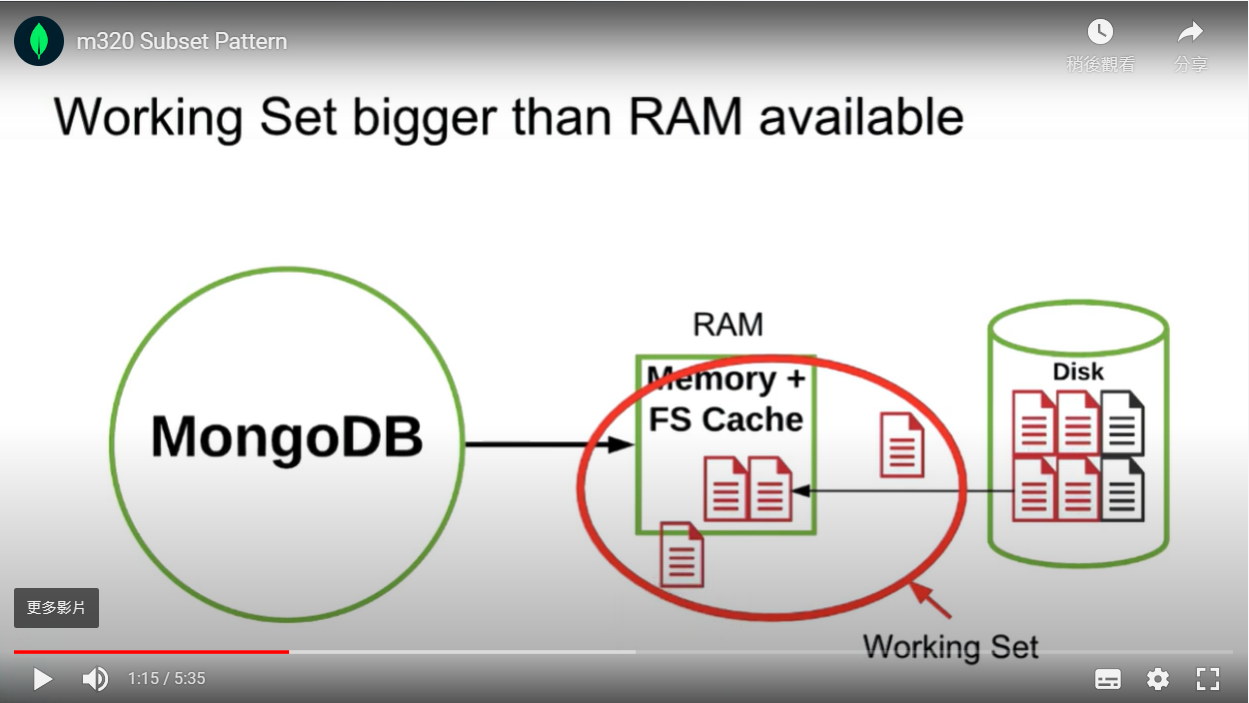 m320 Subset Pattern
稍後觀看
分享
Working Set bigger than RAM available
RAM
Memory +
FS Cache
MongoDB
Disk
Working Set
更多影片
1:15 / 5:35